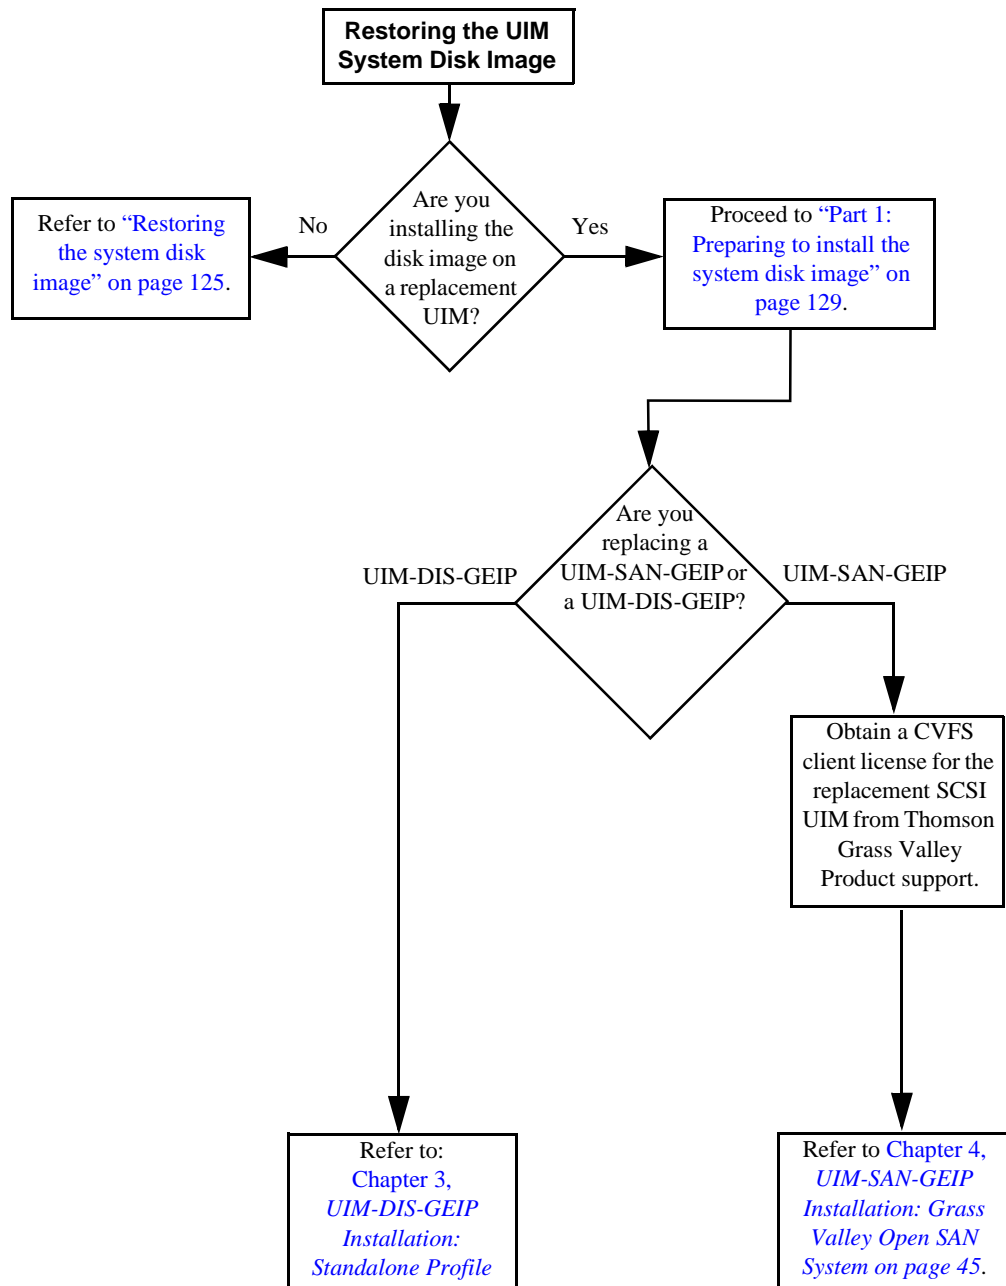 Restoring the UIM
System Disk Image
Are you
installing the
disk image on
a replacement
UIM?
No
Yes
Refer to “Restoring
the system disk
image” on page 125.
Proceed to “Part 1:
Preparing to install the
system disk image” on
page 129.
Are you
replacing a
UIM-SAN-GEIP or
a UIM-DIS-GEIP?
UIM-DIS-GEIP
UIM-SAN-GEIP
Obtain a CVFS
client license for the
replacement SCSI
UIM from Thomson
Grass Valley
Product support.
Refer to:
Chapter 3,
UIM-DIS-GEIP
Installation:
Standalone Profile
Refer to Chapter 4,
UIM-SAN-GEIP
Installation: Grass
Valley Open SAN
System on page 45.